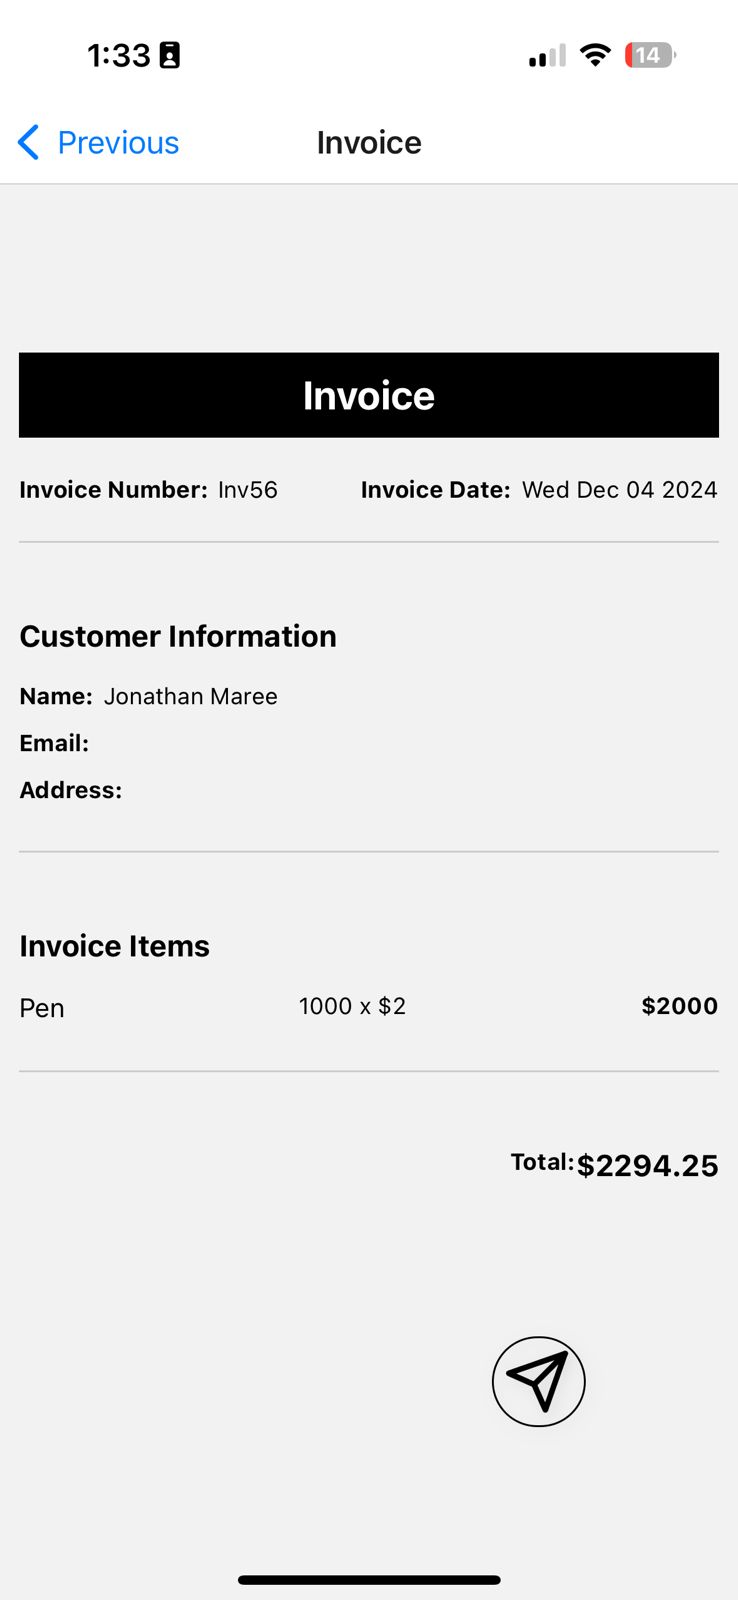 1:33
14
Previous
Invoice
Invoice
Invoice Number: Inv56 Invoice Date: Wed Dec 04 2024
Customer Information
Name: Jonathan Maree
Email:
Address:
Invoice Items
Pen 1000 x $2 $2000
Total:$2294.25